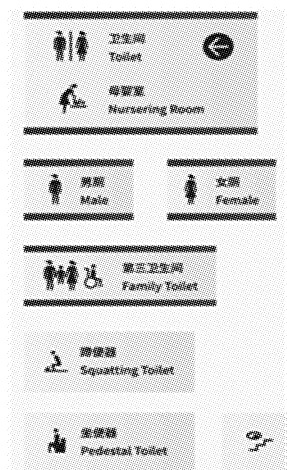 卫生间
Toilet
母婴室
Nursering Room
男厕
Male
女厕
Female
第三卫生间
Family Toilet
蹲便器
Squatting Toilet
坐便器
Pedestal Toilet